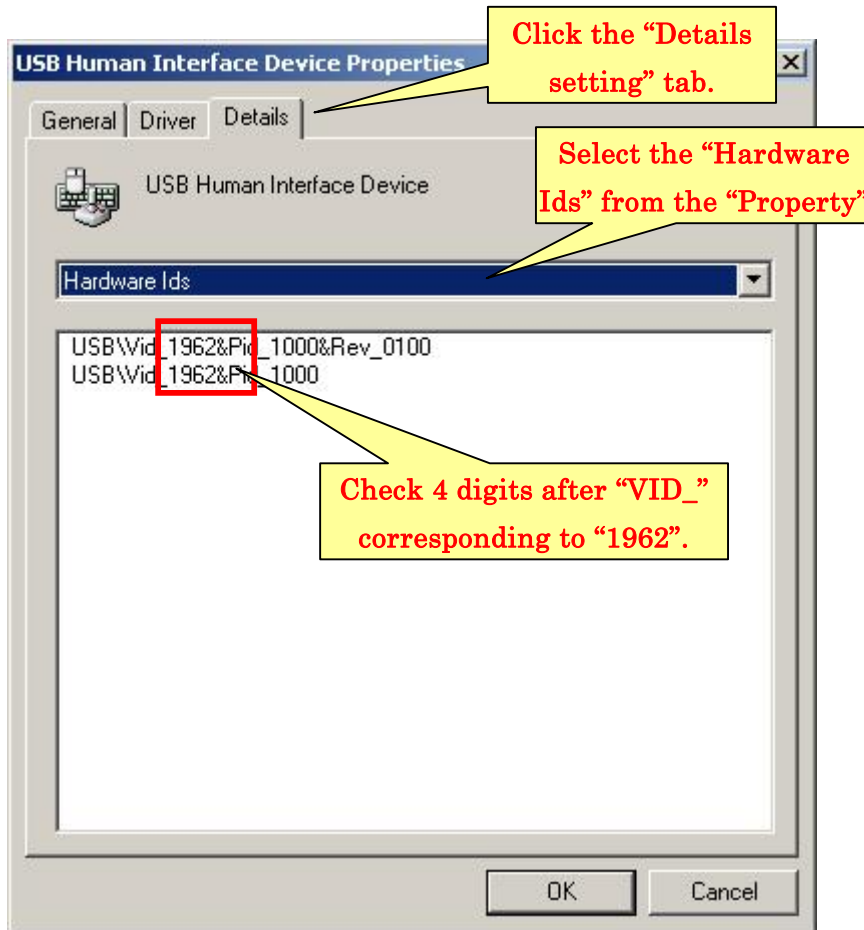 Click the “Details
setting” tab.
USB Human Interface Device Properties
General Driver Details
Select the “Hardware
Ids” from the “Property”
USB Human Interface Device
Hardware Ids
USB\Vid_1962&Pid_1000&Rev_0100
USB\Vid_1962&Pid_1000
Check 4 digits after “VID_”
corresponding to “1962”.
OK Cancel